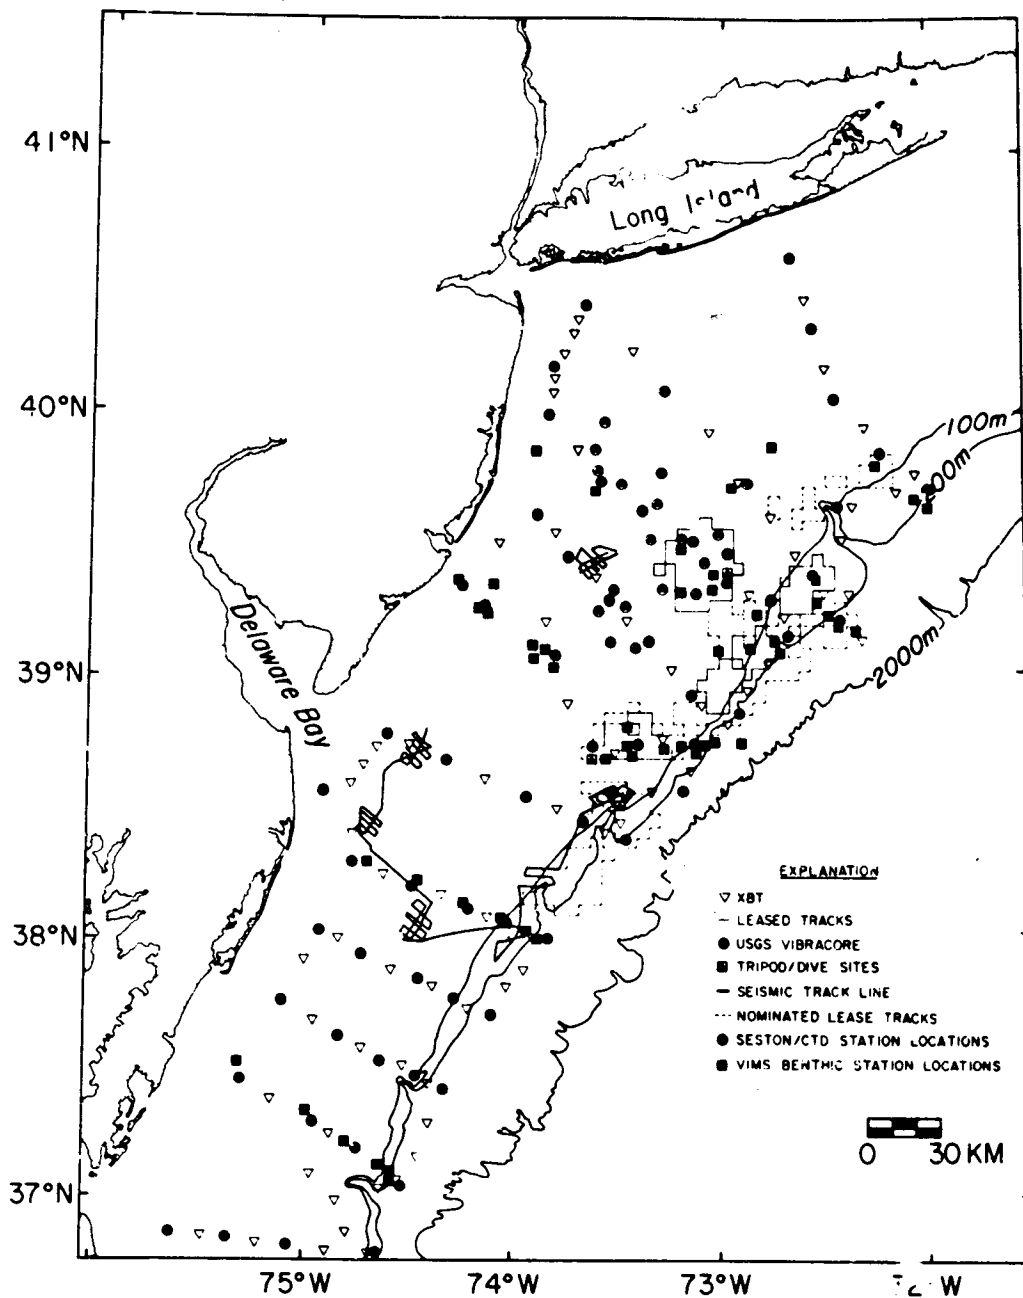 41°N
Long Island
40°N
100m
2000m
39°N
Delaware Bay
38°N
37°N
EXPLANATION
XBT
LEASED TRACKS
USGS VIBRACORE
TRIPOD/DIVE SITES
SEISMIC TRACK LINE
NOMINATED LEASE TRACKS
SESTON/CTD STATION LOCATIONS
VIMS BENTHIC STATION LOCATIONS
0 30 KM
75°W 74°W 73°W